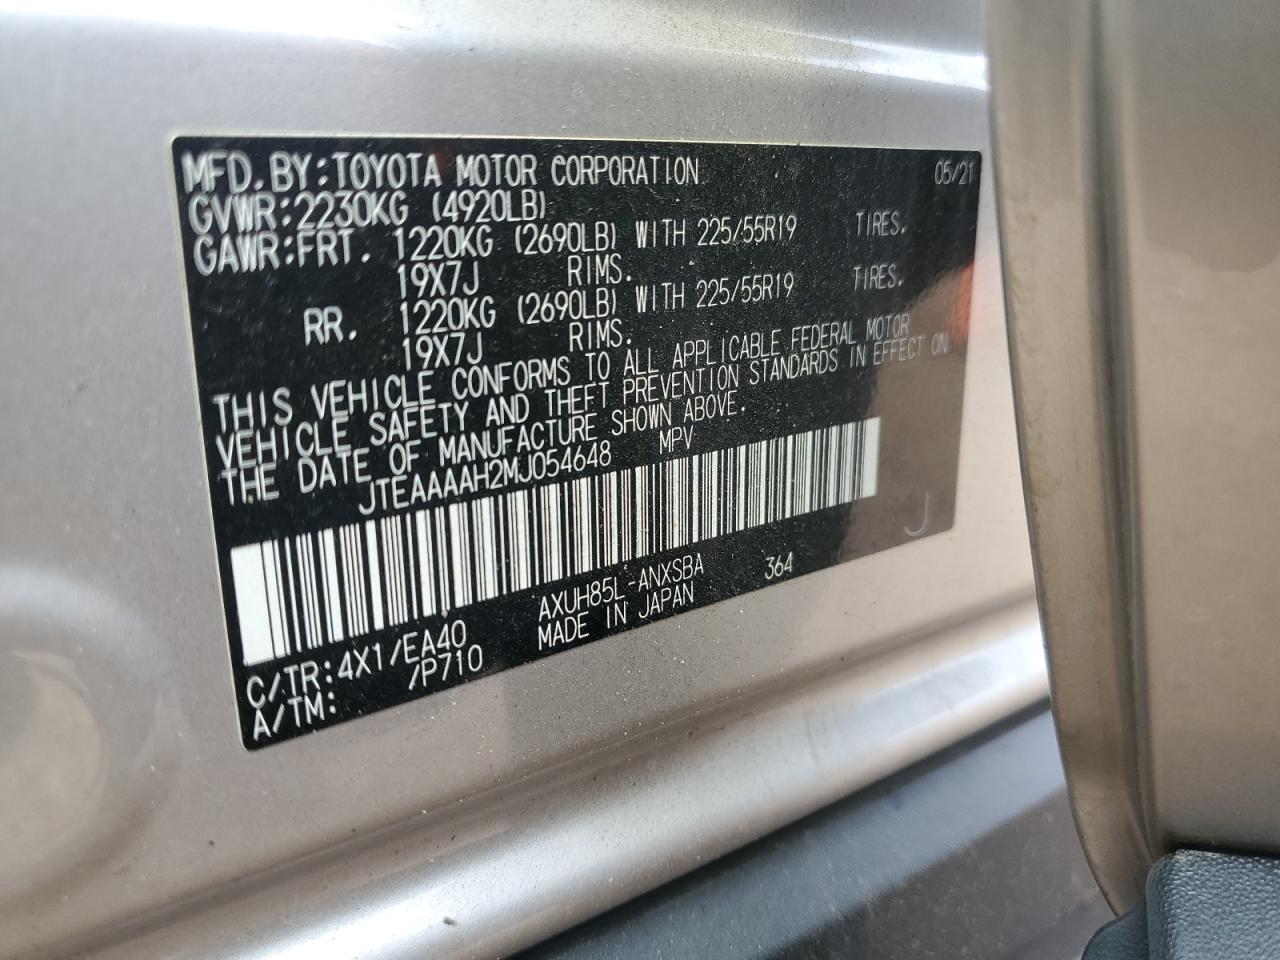 MFD. BY: TOYOTA MOTOR CORPORATION 05/21
GVWR: 2230KG (4920LB)
GAWR: FRT. 1220KG (2690LB) WITH 225/55R19 TIRES.
19X7J RIMS.
RR. 1220KG (2690LB) WITH 225/55R19 TIRES.
19X7J RIMS.
THIS VEHICLE CONFORMS TO ALL APPLICABLE FEDERAL MOTOR
VEHICLE SAFETY AND THEFT PREVENTION STANDARDS IN EFFECT ON
THE DATE OF MANUFACTURE SHOWN ABOVE.
JTEAAAAH2MJ054648 MPV
J
C/TR: 4X1/EA40 AXUH85L-ANXSBA 364
A/TM: /P710 MADE IN JAPAN